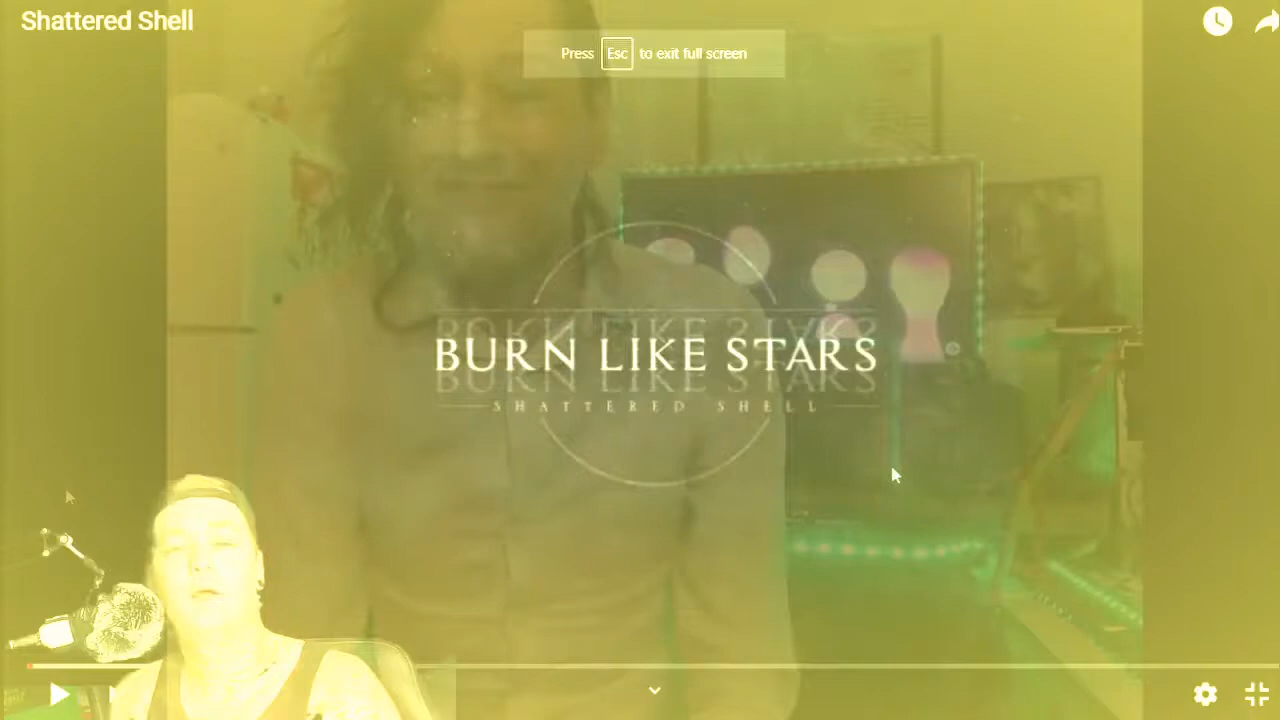 Shattered Shell
Press Esc to exit full screen
BURN LIKE STARS
SHATTERED SHELL